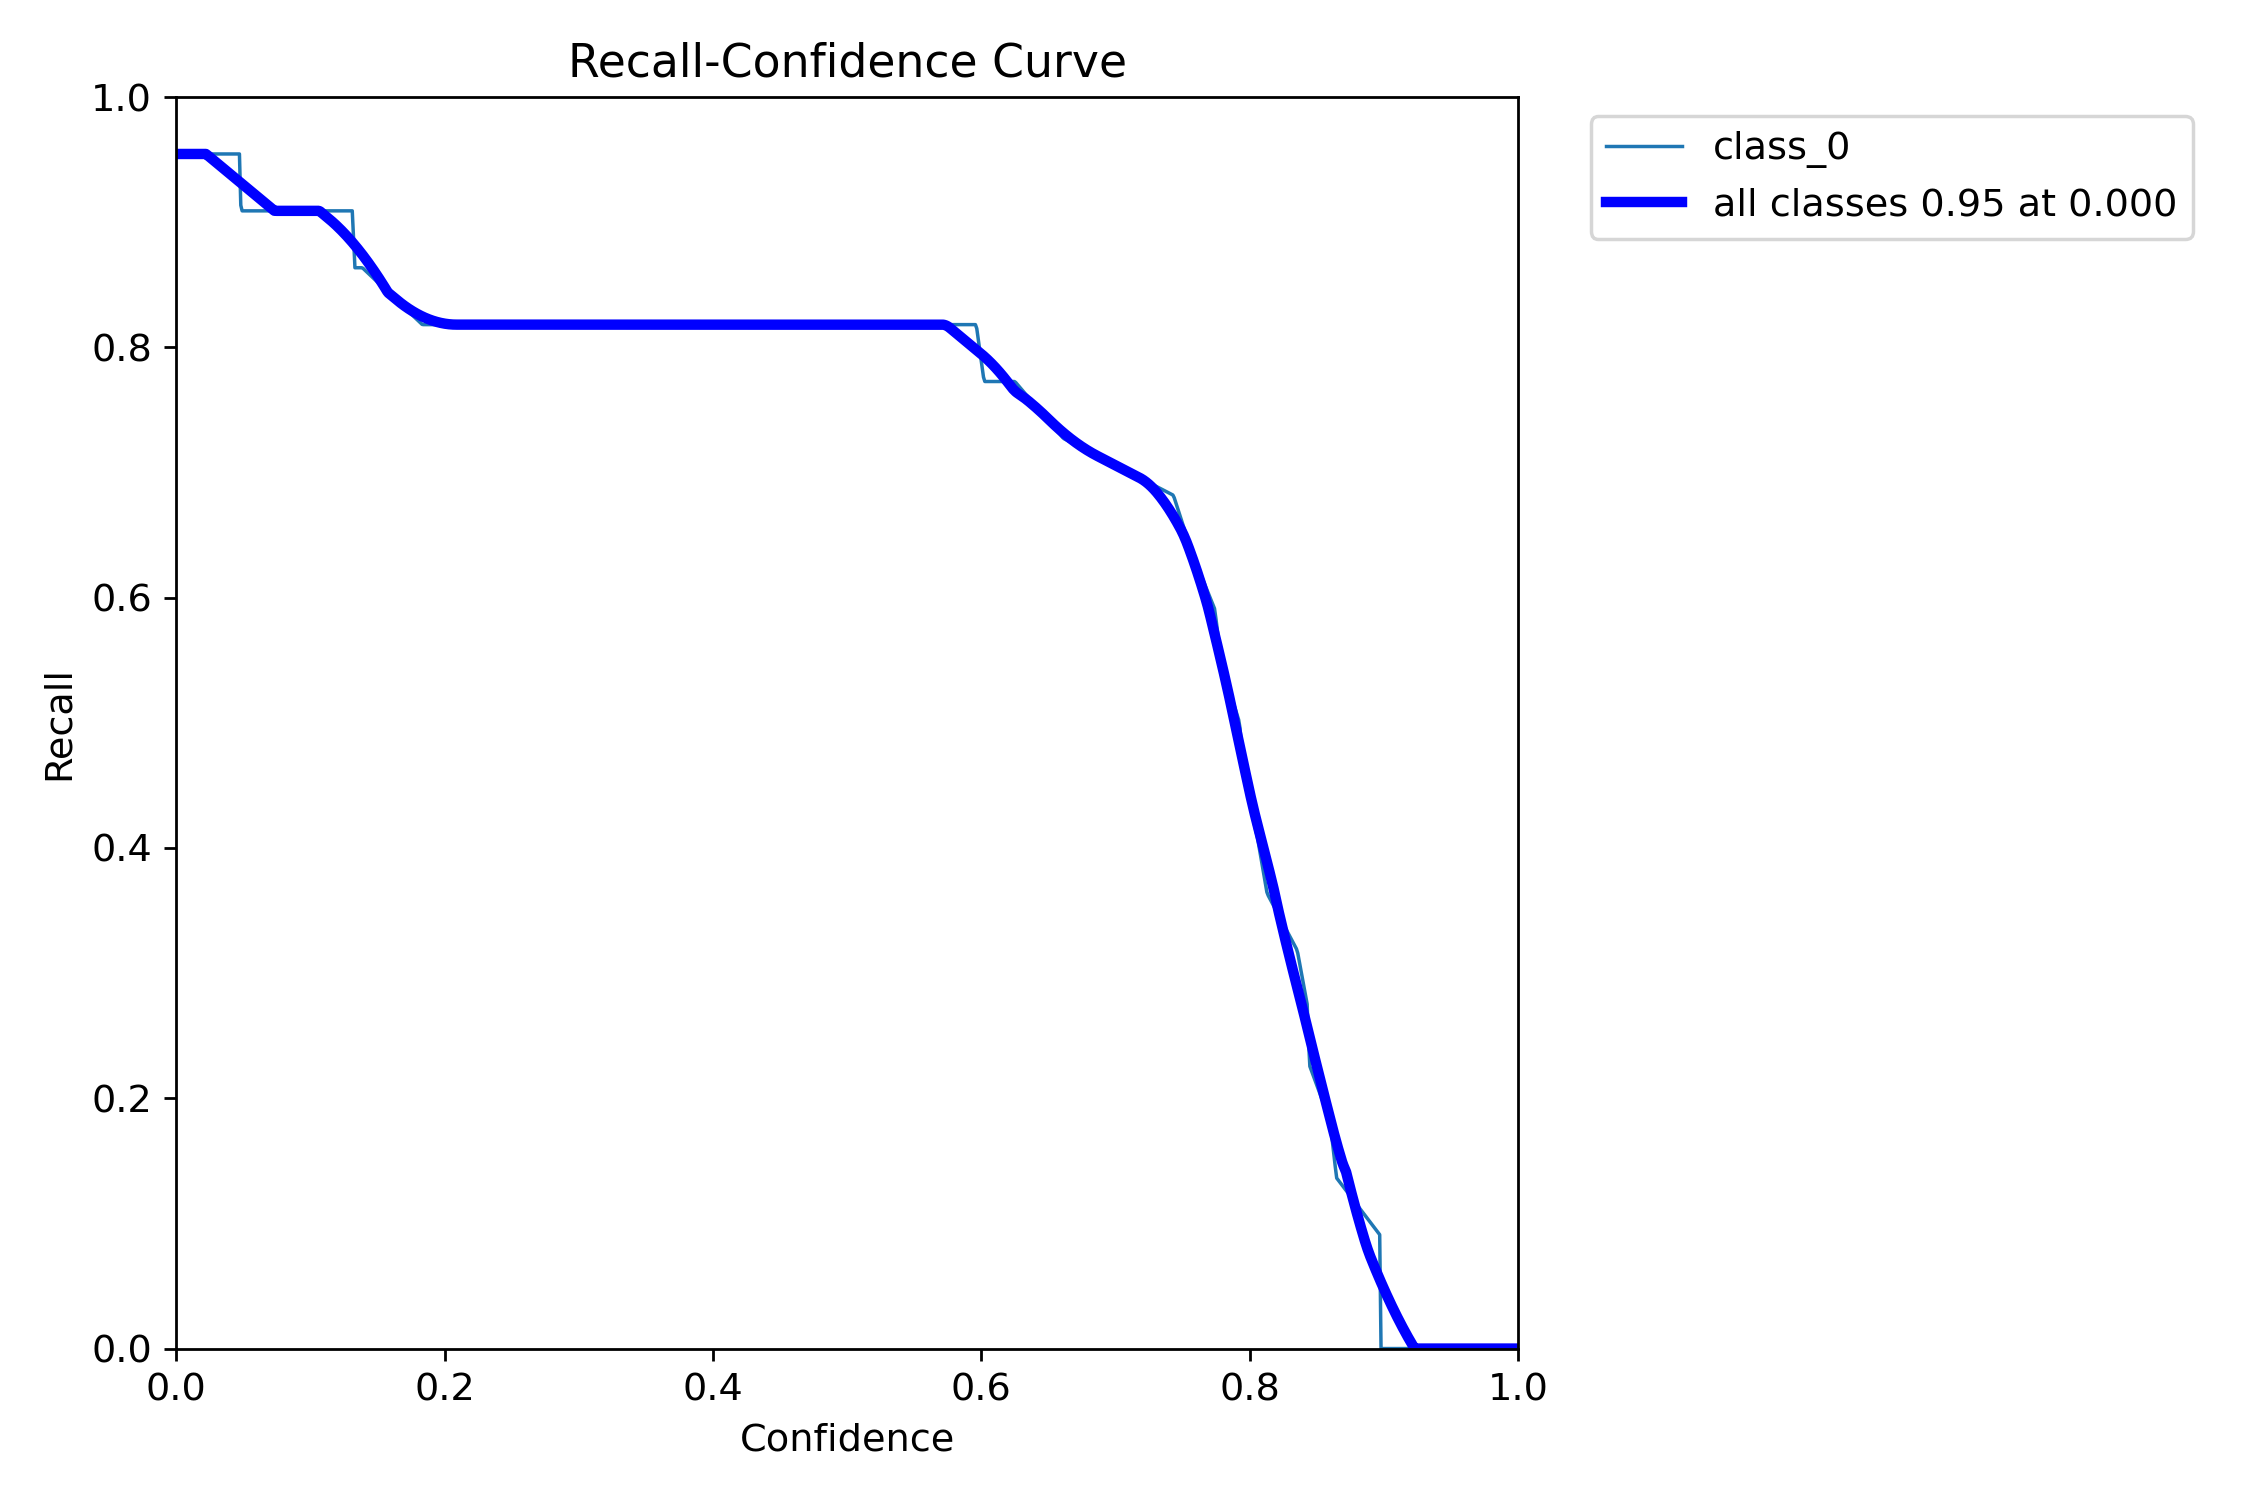 Recall-Confidence Curve
1.0
0.8
0.6
0.4
0.2
0.0
Recall
0.0 0.2 0.4 0.6 0.8 1.0
Confidence
class_0
all classes 0.95 at 0.000